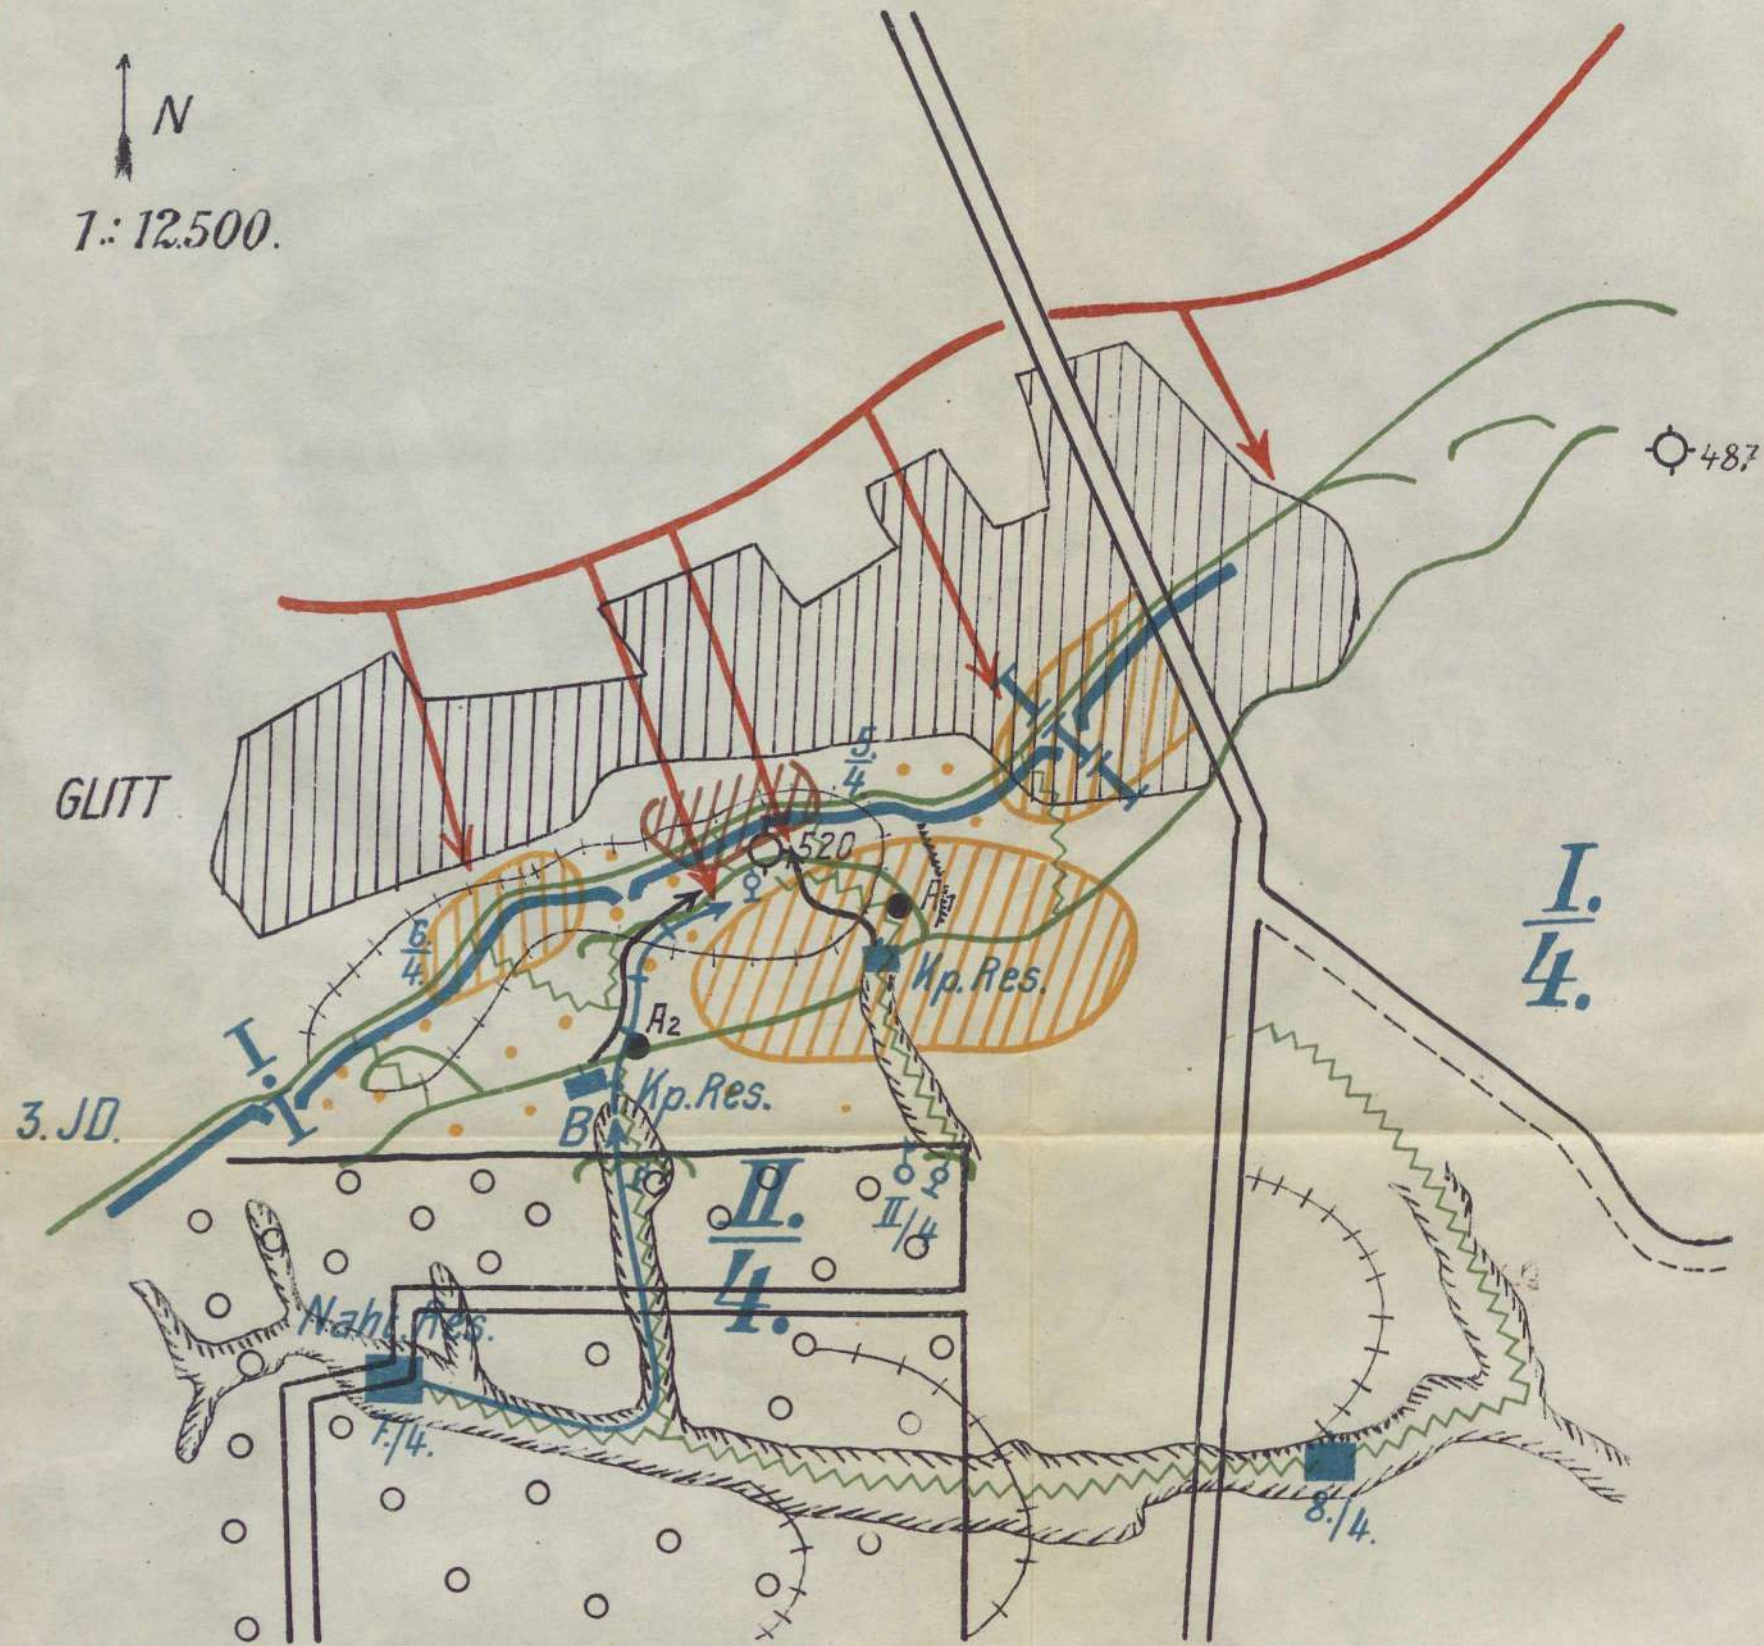 N
1:12.500.
487
GLITT
5.
4
520
A1
6.
4.
I.
4.
Kp. Res.
A2
I.
I
3. JD.
Kp. Res.
B
II.
4.
II/4
Naht. Res.
7./4.
8./4.